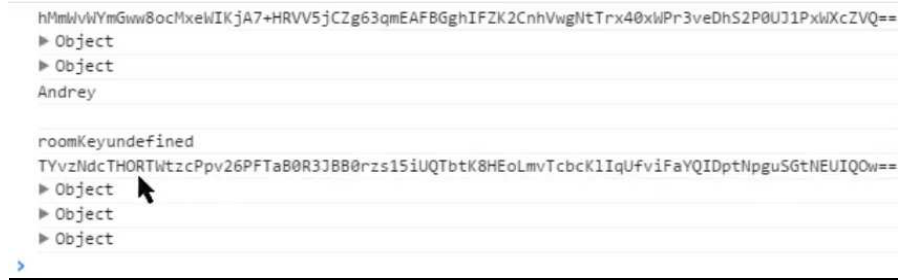 hMmWvWYmGww8ocMxeWIKjA7+HRVV5jCZg63qmEAFBGghIFZK2CnhVwgNtTrx40xWPr3veDhS2P0UJ1PxWXcZVQ==
▶ Object
▶ Object
Andrey
roomKeyundefined
TYvzNdcTHORTWtzcPpv26PFTaB0R3JBB0rzs15iUQTbtK8HEoLmvTcbcKlIqUfviFaYQIDptNpguSGtNEUIQOw==
▶ Object
▶ Object
▶ Object
>